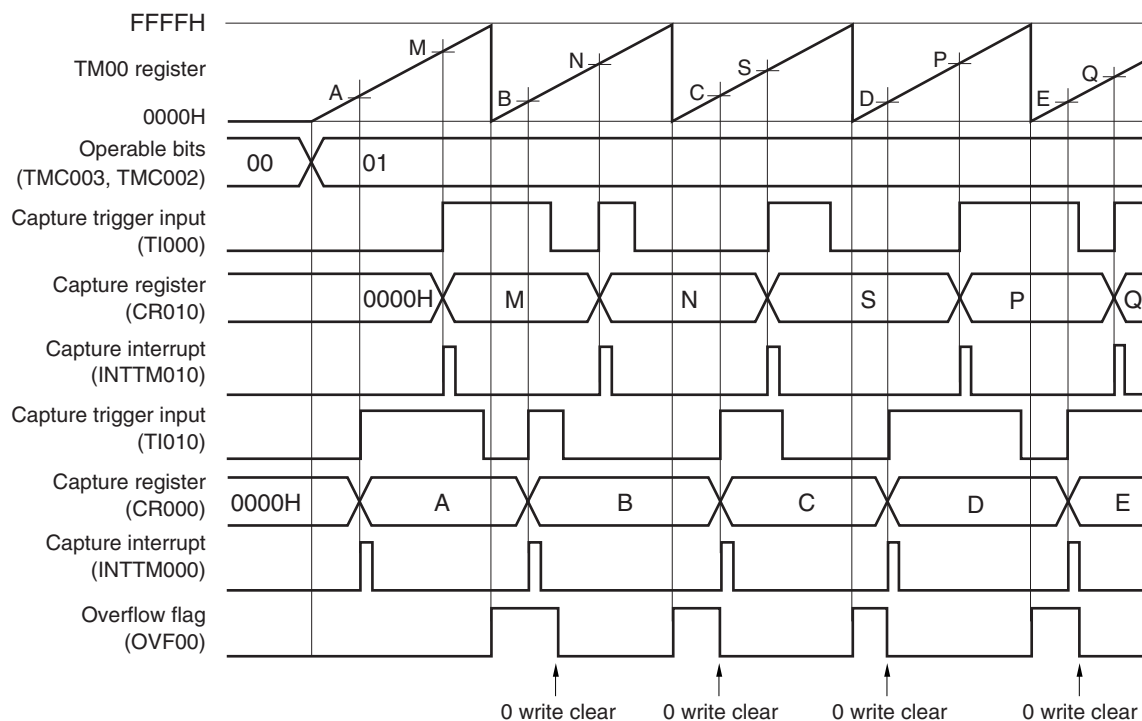 FFFFH
M
N
S
P
Q
TM00 register
A
B
C
D
E
0000H
Operable bits
(TMC003, TMC002)
00
01
Capture trigger input
(TI000)
Capture register
(CR010)
0000H
M
N
S
P
Q
Capture interrupt
(INTTM010)
Capture trigger input
(TI010)
Capture register
(CR000)
0000H
A
B
C
D
E
Capture interrupt
(INTTM000)
Overflow flag
(OVF00)
0 write clear
0 write clear
0 write clear
0 write clear